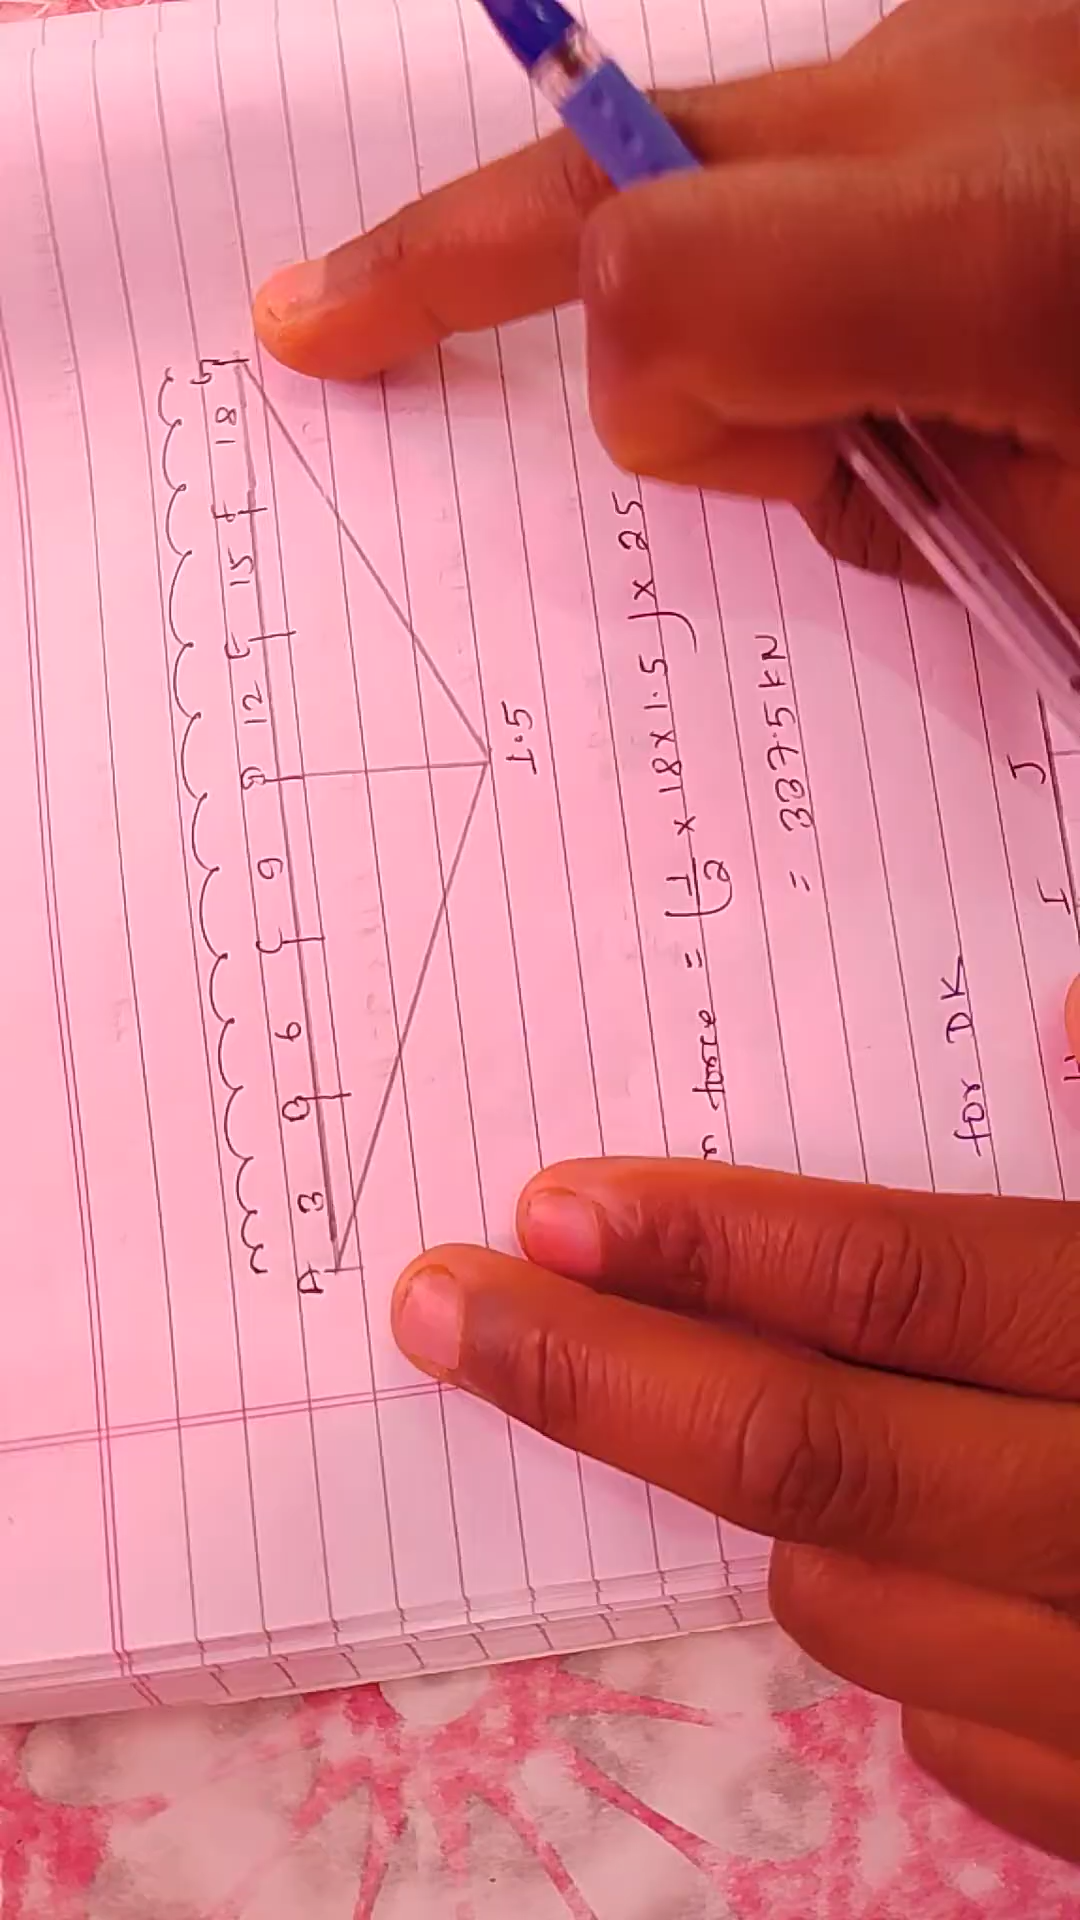 A 3 B 6 C 9 D 12 E 15 F 18 G
1.5
n force = (1/2 × 18 × 1.5) × 25
= 337.5 kN
for DK
I J